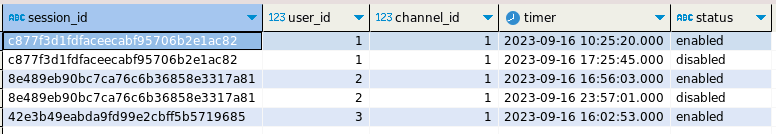 session_id 123 user_id 123 channel_id timer status
c877f3d1fdfaceecabf95706b2e1ac82 1 1 2023-09-16 10:25:20.000 enabled
c877f3d1fdfaceecabf95706b2e1ac82 1 1 2023-09-16 17:25:45.000 disabled
8e489eb90bc7ca76c6b36858e3317a81 2 1 2023-09-16 16:56:03.000 enabled
8e489eb90bc7ca76c6b36858e3317a81 2 1 2023-09-16 23:57:01.000 disabled
42e3b49eabda9fd99e2cbff5b5719685 3 1 2023-09-16 16:02:53.000 enabled